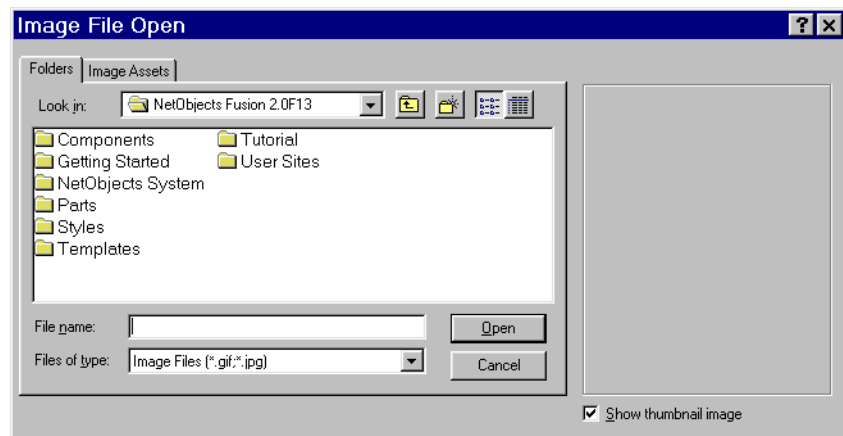 Image File Open
Folders Image Assets
Look in: NetObjects Fusion 2.0F13
Components Tutorial
Getting Started User Sites
NetObjects System
Parts
Styles
Templates
File name: Open
Files of type: Image Files (*.gif;*.jpg) Cancel
Show thumbnail image